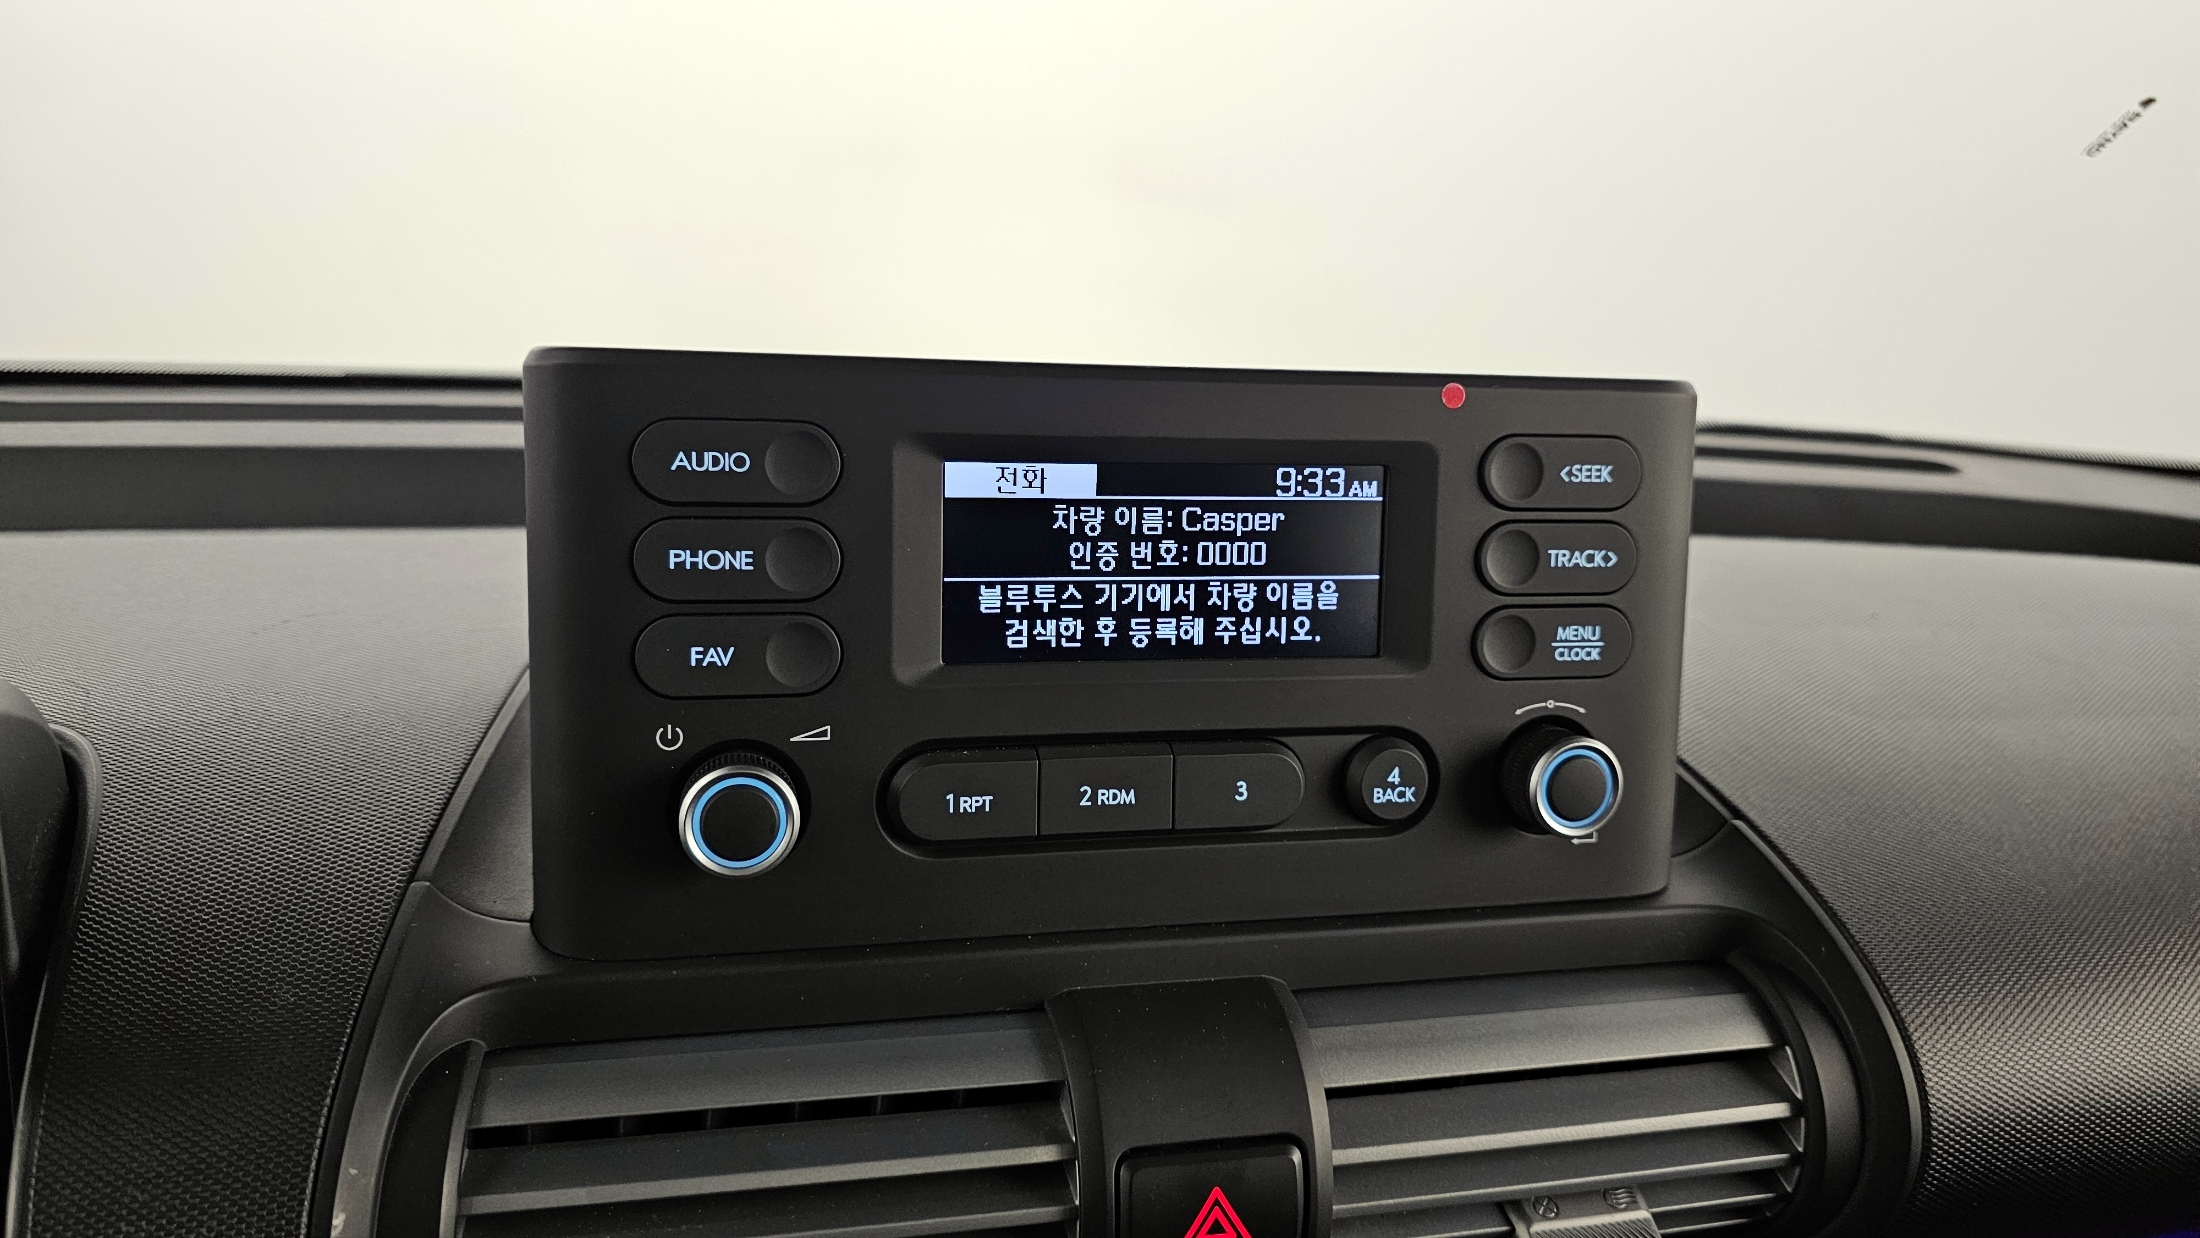 AUDIO
PHONE
FAV
전화 9:33 AM
차량 이름: Casper
인증 번호: 0000
블루투스 기기에서 차량 이름을
검색한 후 등록해 주십시오.
<SEEK
TRACK>
MENU
CLOCK
1 RPT
2 RDM
3
4
BACK